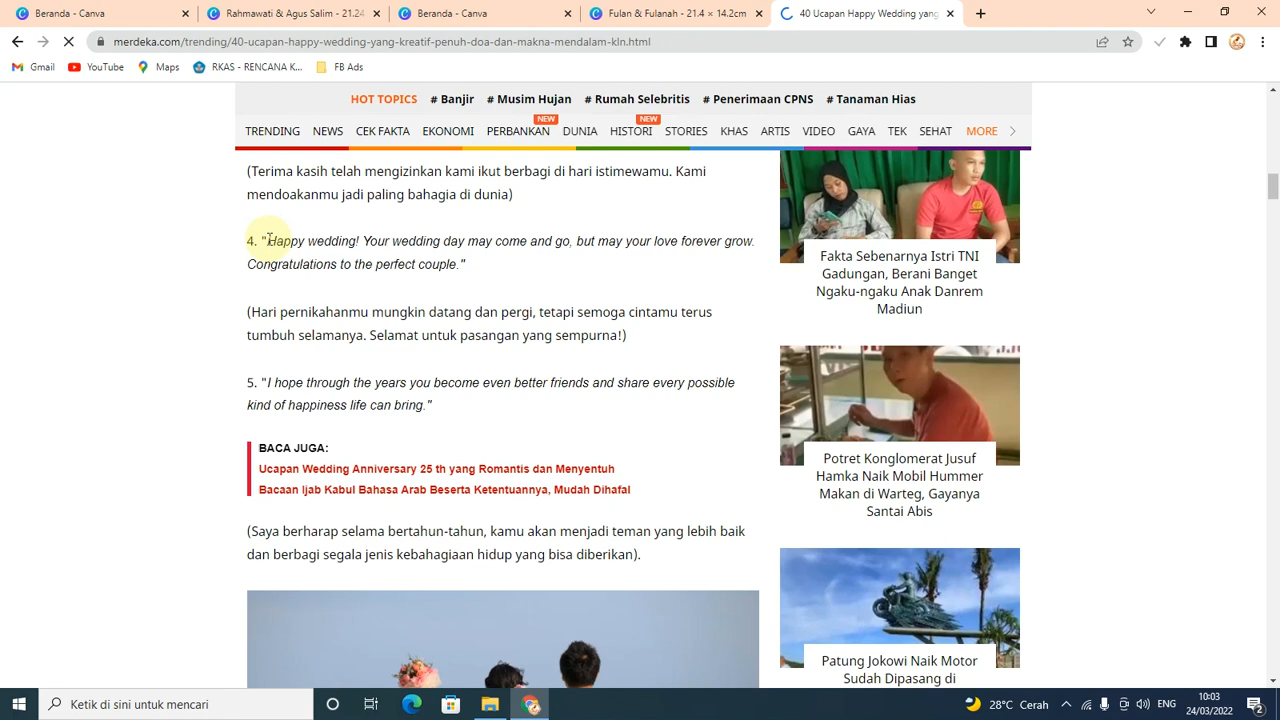 Beranda - Canva
Rahmawati & Agus Salim - 21.24
Beranda - Canva
Fulan & Fulanah - 21.4 × 14.2cm
40 Ucapan Happy Wedding yang
merdeka.com/trending/40-ucapan-happy-wedding-yang-kreatif-penuh-doa-dan-makna-mendalam-kln.html
Gmail
YouTube
Maps
RKAS - RENCANA K...
FB Ads
HOT TOPICS # Banjir # Musim Hujan # Rumah Selebritis # Penerimaan CPNS # Tanaman Hias
NEW NEW
TRENDING NEWS CEK FAKTA EKONOMI PERBANKAN DUNIA HISTORI STORIES KHAS ARTIS VIDEO GAYA TEK SEHAT MORE
(Terima kasih telah mengizinkan kami ikut berbagi di hari istimewamu. Kami
mendoakanmu jadi paling bahagia di dunia)
4. "Happy wedding! Your wedding day may come and go, but may your love forever grow.
Congratulations to the perfect couple."
(Hari pernikahanmu mungkin datang dan pergi, tetapi semoga cintamu terus
tumbuh selamanya. Selamat untuk pasangan yang sempurna!)
5. "I hope through the years you become even better friends and share every possible
kind of happiness life can bring."
BACA JUGA:
Ucapan Wedding Anniversary 25 th yang Romantis dan Menyentuh
Bacaan Ijab Kabul Bahasa Arab Beserta Ketentuannya, Mudah Dihafal
(Saya berharap selama bertahun-tahun, kamu akan menjadi teman yang lebih baik
dan berbagi segala jenis kebahagiaan hidup yang bisa diberikan).
Fakta Sebenarnya Istri TNI
Gadungan, Berani Banget
Ngaku-ngaku Anak Danrem
Madiun
Potret Konglomerat Jusuf
Hamka Naik Mobil Hummer
Makan di Warteg, Gayanya
Santai Abis
Patung Jokowi Naik Motor
Sudah Dipasang di
Ketik di sini untuk mencari
28°C Cerah
ENG
10:03
24/03/2022
2